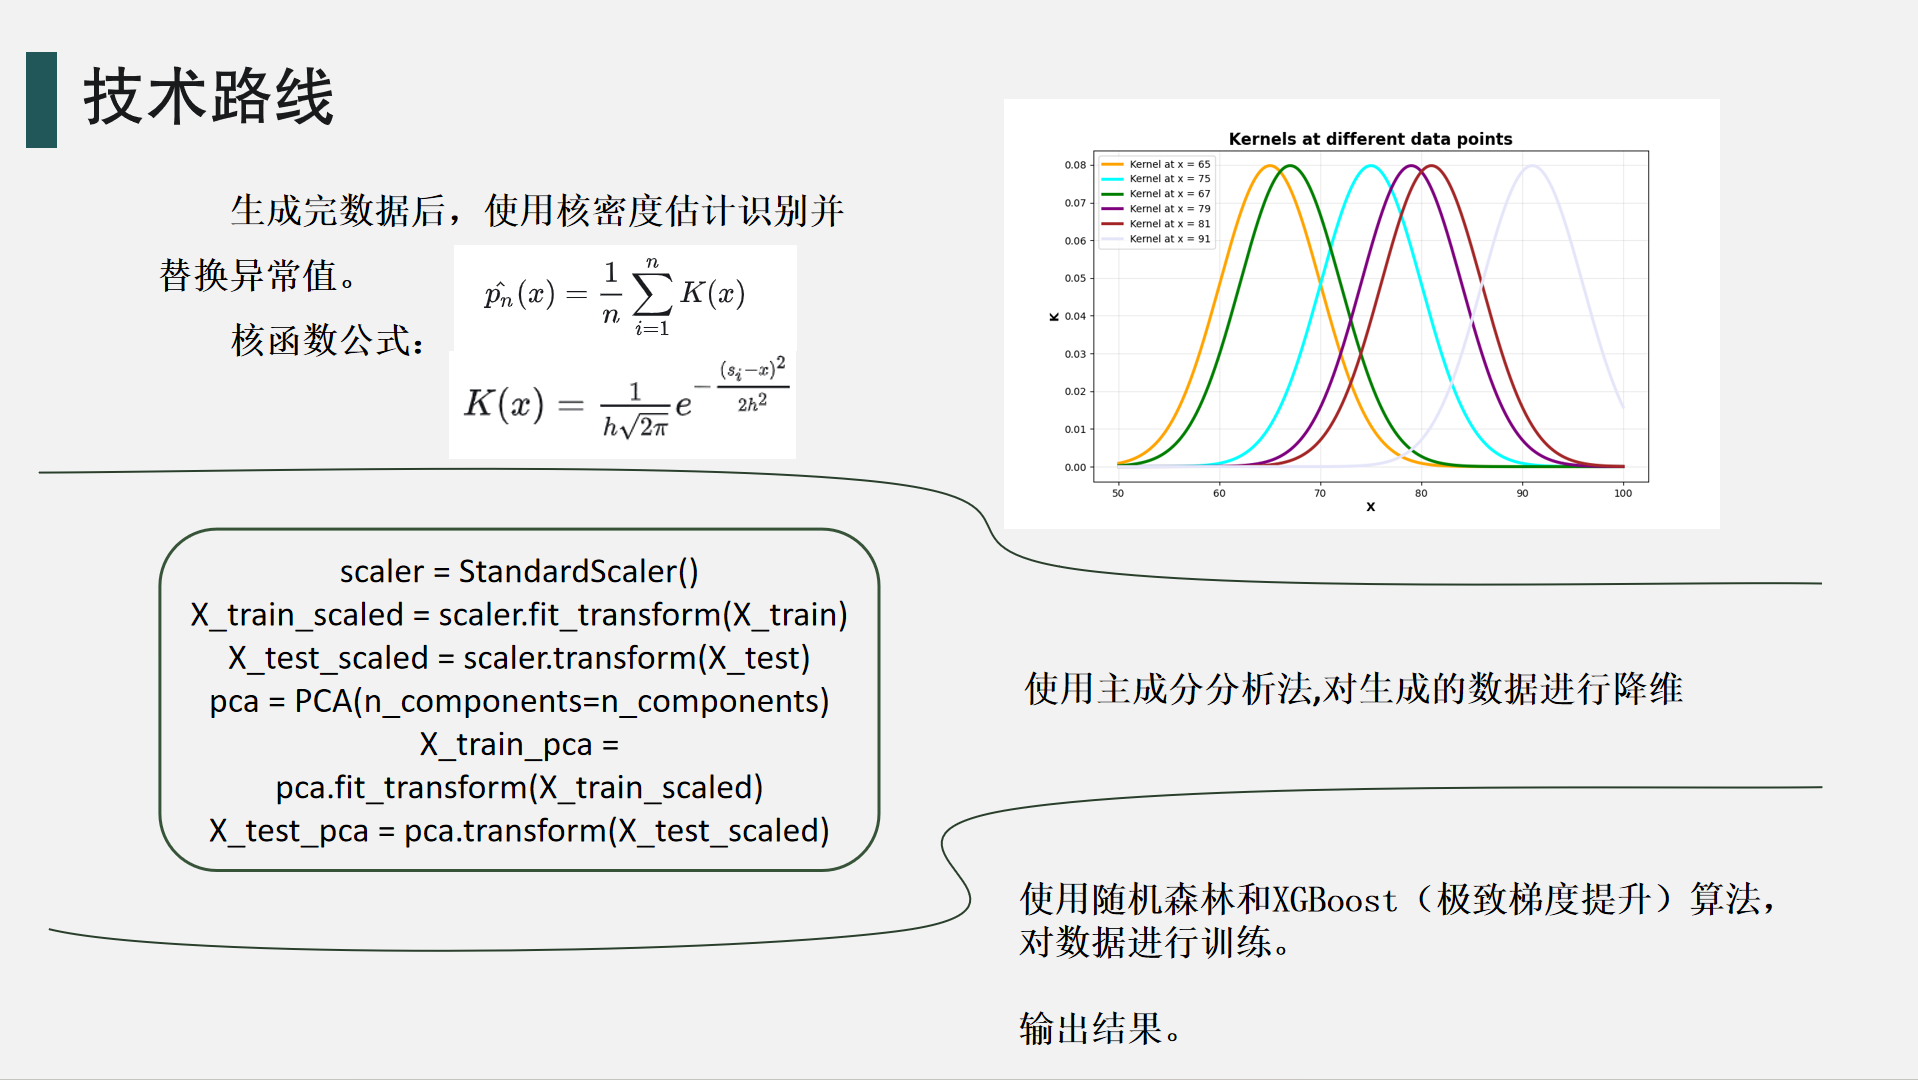 技术路线
生成完数据后，使用核密度估计识别并
替换异常值。
核函数公式：
\hat{p_n}(x) = \frac{1}{n} \sum_{i=1}^{n} K(x)
K(x) = \frac{1}{h\sqrt{2\pi}} e^{-\frac{(s_i-x)^2}{2h^2}}
Kernels at different data points
Kernel at x = 65
Kernel at x = 75
Kernel at x = 67
Kernel at x = 79
Kernel at x = 81
Kernel at x = 91
0.08
0.07
0.06
0.05
0.04
0.03
0.02
0.01
0.00
K
50 60 70 80 90 100
X
scaler = StandardScaler()
X_train_scaled = scaler.fit_transform(X_train)
X_test_scaled = scaler.transform(X_test)
pca = PCA(n_components=n_components)
X_train_pca =
pca.fit_transform(X_train_scaled)
X_test_pca = pca.transform(X_test_scaled)
使用主成分分析法,对生成的数据进行降维
使用随机森林和XGBoost（极致梯度提升）算法，
对数据进行训练。
输出结果。